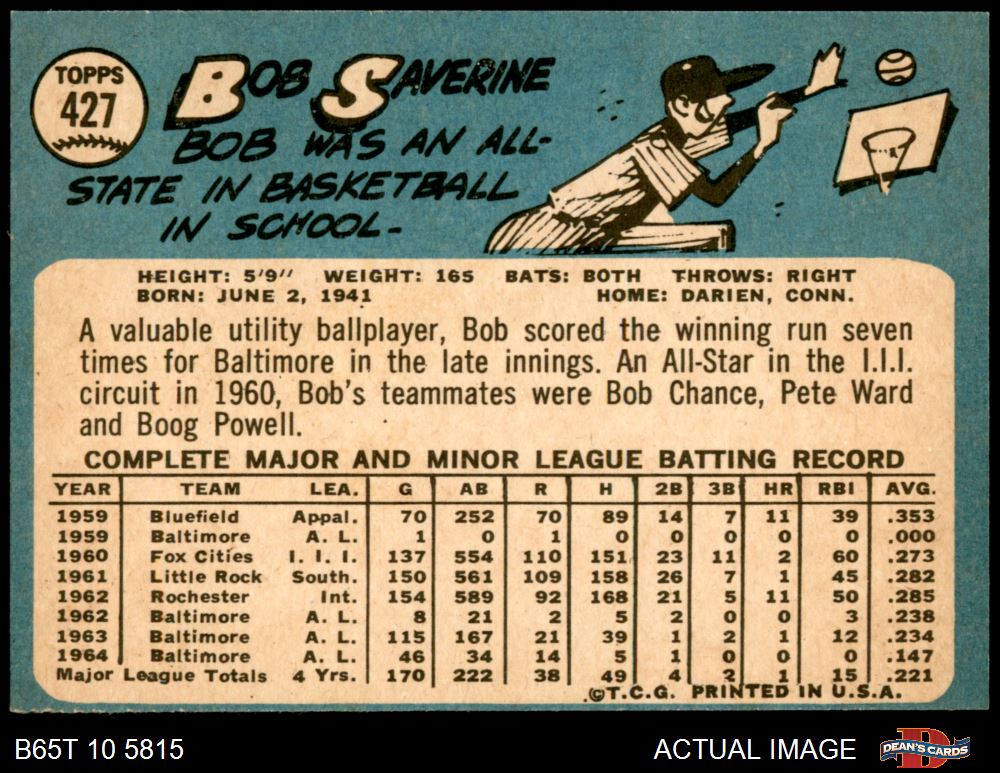 TOPPS
427
BOB SAVERINE
BOB WAS AN ALL-
STATE IN BASKETBALL
IN SCHOOL-
HEIGHT: 5'9" WEIGHT: 165 BATS: BOTH THROWS: RIGHT
BORN: JUNE 2, 1941 HOME: DARIEN, CONN.
A valuable utility ballplayer, Bob scored the winning run seven
times for Baltimore in the late innings. An All-Star in the I.I.I.
circuit in 1960, Bob's teammates were Bob Chance, Pete Ward
and Boog Powell.
COMPLETE MAJOR AND MINOR LEAGUE BATTING RECORD
YEAR TEAM LEA. G AB R H 2B 3B HR RBI AVG.
1959 Bluefield Appal. 70 252 70 89 14 7 11 39 .353
1959 Baltimore A. L. 1 0 1 0 0 0 0 0 .000
1960 Fox Cities I. I. I. 137 554 110 151 23 11 2 60 .273
1961 Little Rock South. 150 561 109 158 26 7 1 45 .282
1962 Rochester Int. 154 589 92 168 21 5 11 50 .285
1962 Baltimore A. L. 8 21 2 5 2 0 0 3 .238
1963 Baltimore A. L. 115 167 21 39 1 2 1 12 .234
1964 Baltimore A. L. 46 34 14 5 1 0 0 0 .147
Major League Totals 4 Yrs. 170 222 38 49 4 2 1 15 .221
©T.C.G. PRINTED IN U.S.A.
B65T 10 5815 ACTUAL IMAGE DEAN'S CARDS